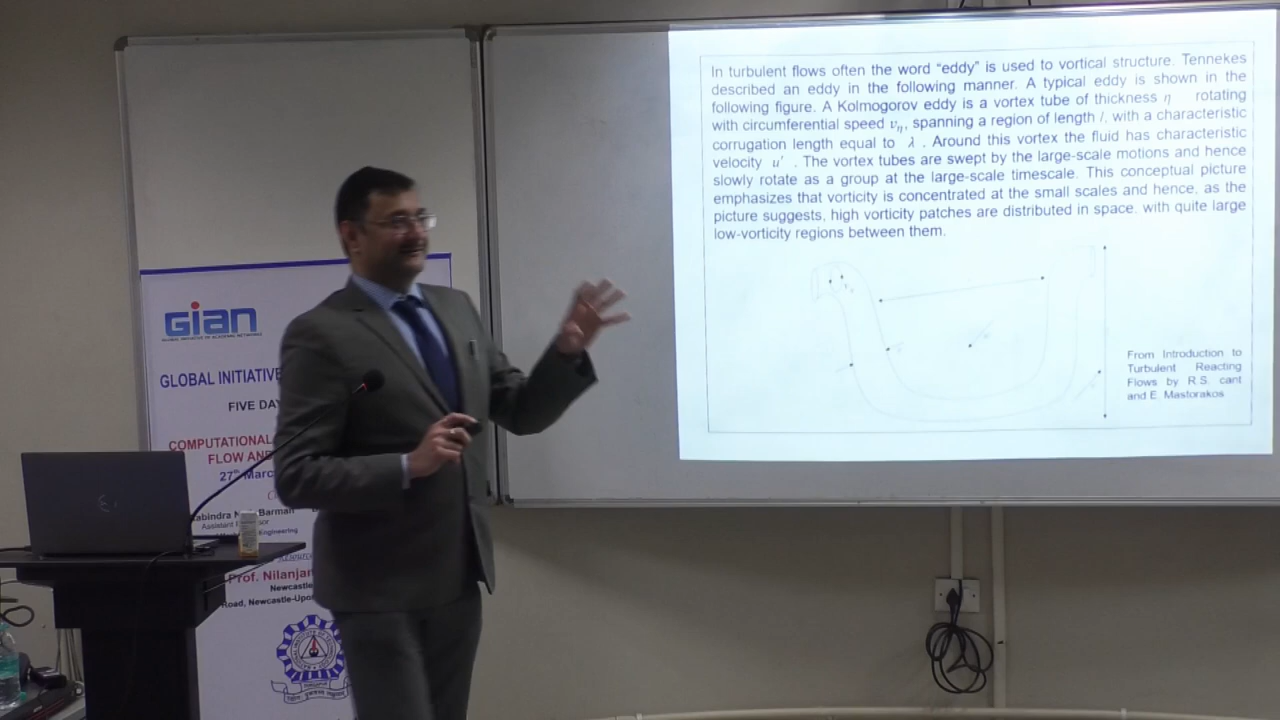 In turbulent flows often the word “eddy” is used to vortical structure. Tennekes
described an eddy in the following manner. A typical eddy is shown in the
following figure. A Kolmogorov eddy is a vortex tube of thickness η rotating
with circumferential speed υη, spanning a region of length l, with a characteristic
corrugation length equal to λ . Around this vortex the fluid has characteristic
velocity u′ . The vortex tubes are swept by the large-scale motions and hence
slowly rotate as a group at the large-scale timescale. This conceptual picture
emphasizes that vorticity is concentrated at the small scales and hence, as the
picture suggests, high vorticity patches are distributed in space, with quite large
low-vorticity regions between them.
From Introduction to
Turbulent Reacting
Flows by R.S. cant
and E. Mastorakos
gian
GLOBAL INITIATIVE OF ACADEMIC NETWORKS
GLOBAL INITIATIVE
FIVE DAY
COMPUTATIONAL
FLOW AND
27th March
Barman
Assistant
Engineering
Prof. Nilanjan
Newcastle
Road, Newcastle-Upon